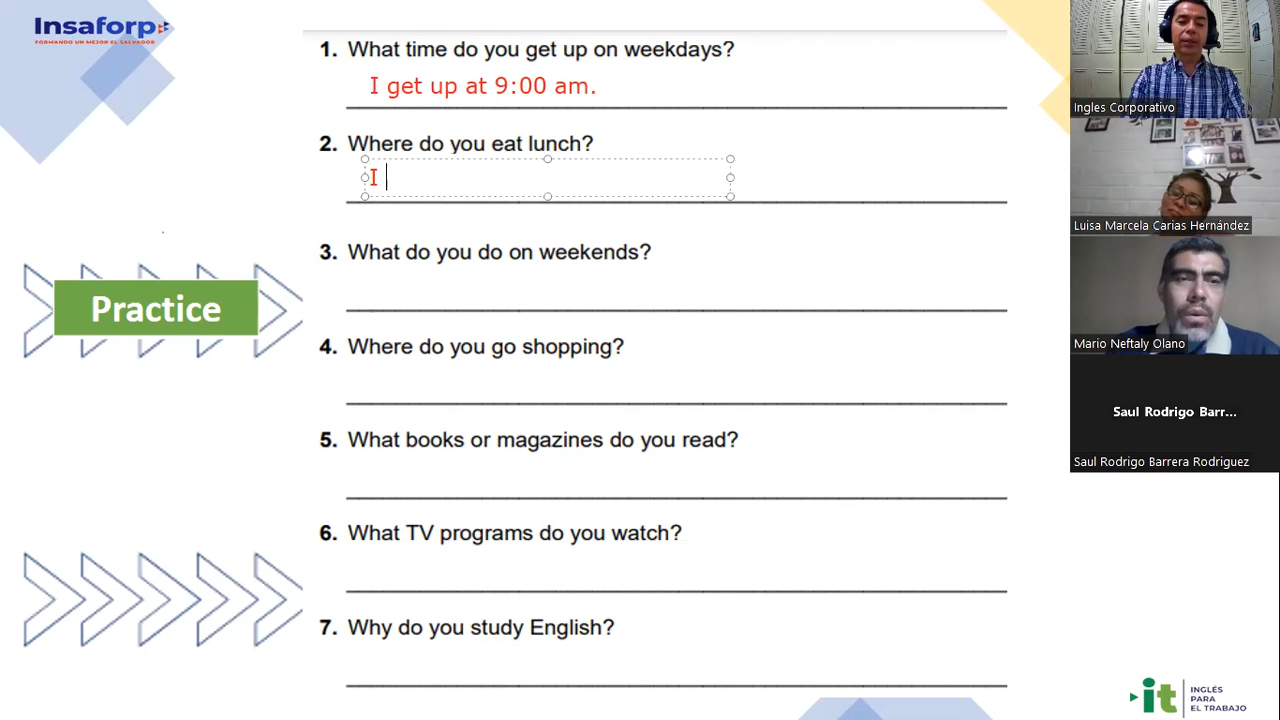 Insaforp
FORMANDO UN MEJOR EL SALVADOR
1. What time do you get up on weekdays?
I get up at 9:00 am.
2. Where do you eat lunch?
I
3. What do you do on weekends?
Practice
4. Where do you go shopping?
5. What books or magazines do you read?
6. What TV programs do you watch?
7. Why do you study English?
Ingles Corporativo
Luisa Marcela Carias Hernández
Mario Neftaly Olano
Saul Rodrigo Barr...
Saul Rodrigo Barrera Rodriguez
it
INGLÉS
PARA
EL TRABAJO